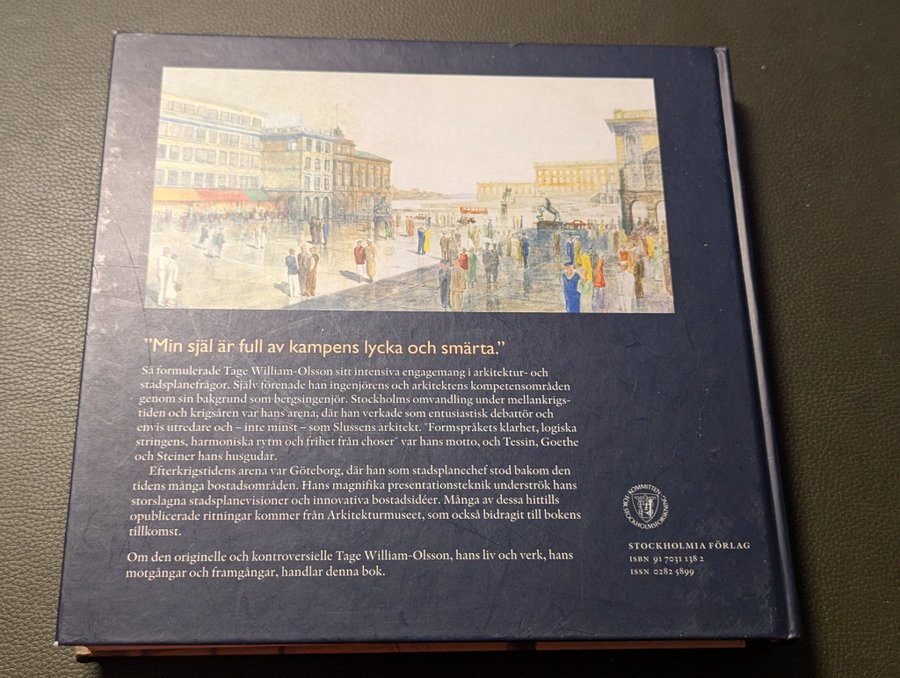 ”Min själ är full av kampens lycka och smärta.”
Så formulerade Tage William-Olsson sitt intensiva engagemang i arkitektur- och
stadsplanefrågor. Själv förenade han ingenjörens och arkitektens kompetensområden
genom sin bakgrund som bergsingenjör. Stockholms omvandling under mellankrigs-
tiden och krigsåren var hans arena, där han verkade som entusiastisk debattör och
envis utredare och – inte minst – som Slussens arkitekt. ”Formspråkets klarhet, logiska
stringens, harmoniska rytm och frihet från choser” var hans motto, och Tessin, Goethe
och Steiner hans husgudar.
Efterkrigstidens arena var Göteborg, där han som stadsplanechef stod bakom den
tidens många bostadsområden. Hans magnifika presentationsteknik underströk hans
storslagna stadsplanevisioner och innovativa bostadsidéer. Många av dessa hittills
opublicerade ritningar kommer från Arkitekturmuseet, som också bidragit till bokens
tillkomst.
Om den originelle och kontroversielle Tage William-Olsson, hans liv och verk, hans
motgångar och framgångar, handlar denna bok.
KOMMITTÉN FÖR STOCKHOLMSFORSKNING
STOCKHOLMIA FÖRLAG
ISBN 91 7031 138 2
ISSN 0282 5899